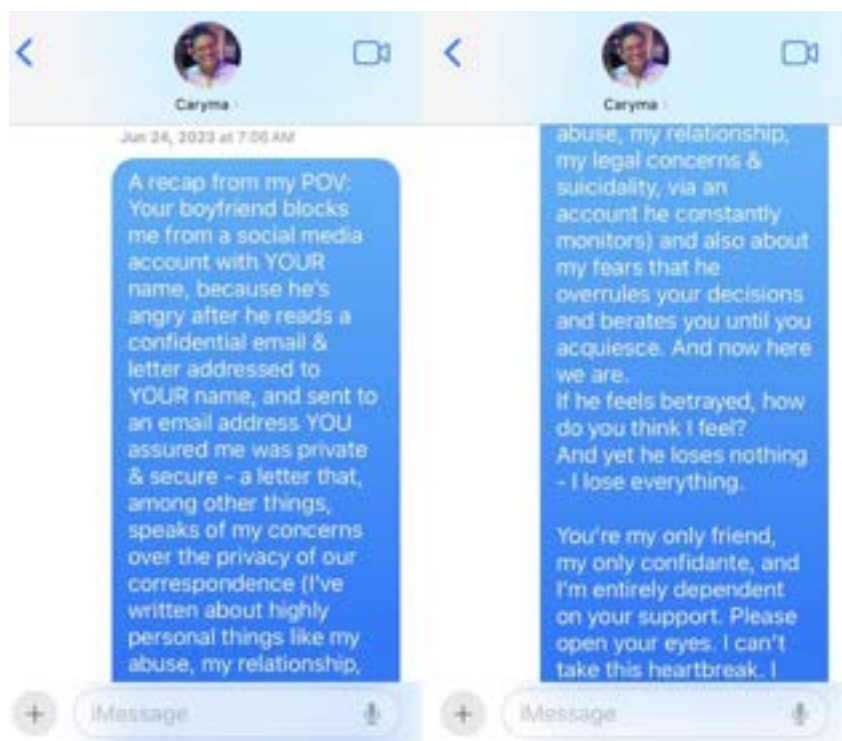 Caryma
Jun 24, 2023 at 7:06 AM
A recap from my POV:
Your boyfriend blocks
me from a social media
account with YOUR
name, because he's
angry after he reads a
confidential email &
letter addressed to
YOUR name, and sent to
an email address YOU
assured me was private
& secure - a letter that,
among other things,
speaks of my concerns
over the privacy of our
correspondence (I've
written about highly
personal things like my
abuse, my relationship,
iMessage
Caryma
abuse, my relationship,
my legal concerns &
suicidality, via an
account he constantly
monitors) and also about
my fears that he
overrules your decisions
and berates you until you
acquiesce. And now here
we are.
If he feels betrayed, how
do you think I feel?
And yet he loses nothing
- I lose everything.
You're my only friend,
my only confidante, and
I'm entirely dependent
on your support. Please
open your eyes. I can't
take this heartbreak. I
iMessage